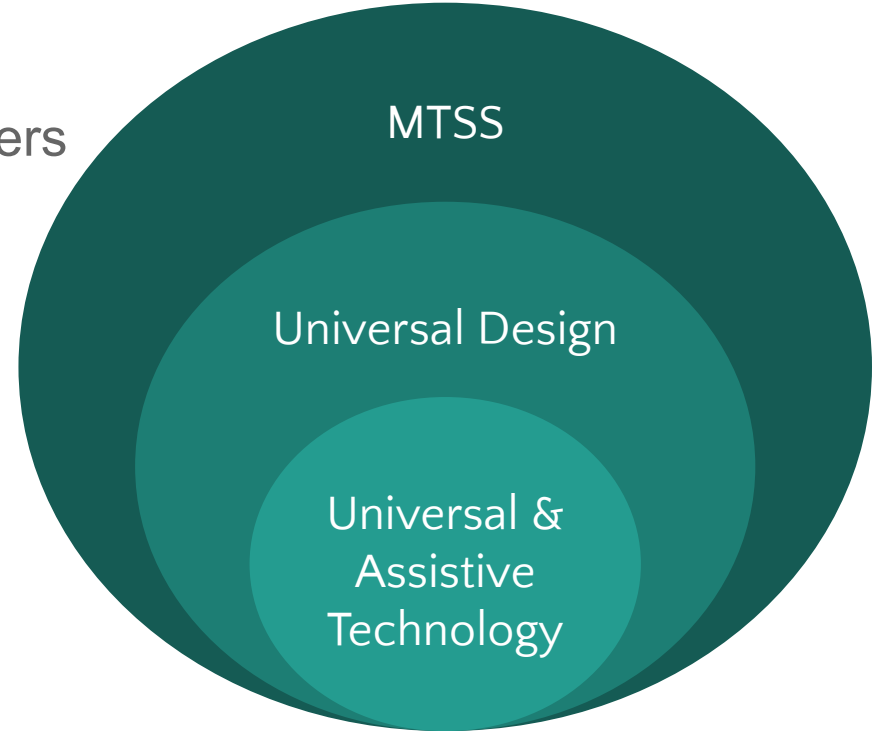 ers
MTSS
Universal Design
Universal &
Assistive
Technology